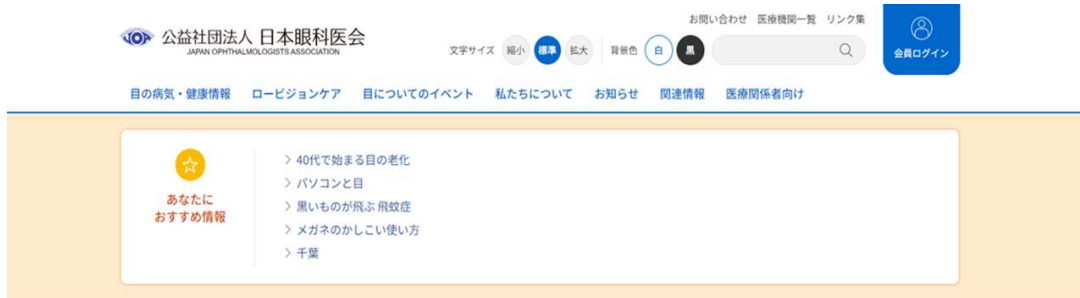 お問い合わせ 医療機関一覧 リンク集
公益社団法人 日本眼科医会
JAPAN OPHTHALMOLOGISTS ASSOCIATION
文字サイズ 縮小 標準 拡大 背景色 白 黒
会員ログイン
目の病気・健康情報 ロービジョンケア 目についてのイベント 私たちについて お知らせ 関連情報 医療関係者向け
あなたに
おすすめ情報
40代で始まる目の老化
パソコンと目
黒いものが飛ぶ 飛蚊症
メガネのかしこい使い方
千葉